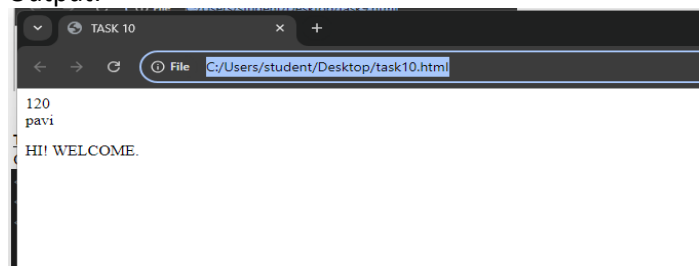 Output:
TASK 10
File C:/Users/student/Desktop/task10.html
120
pavi
HI! WELCOME.